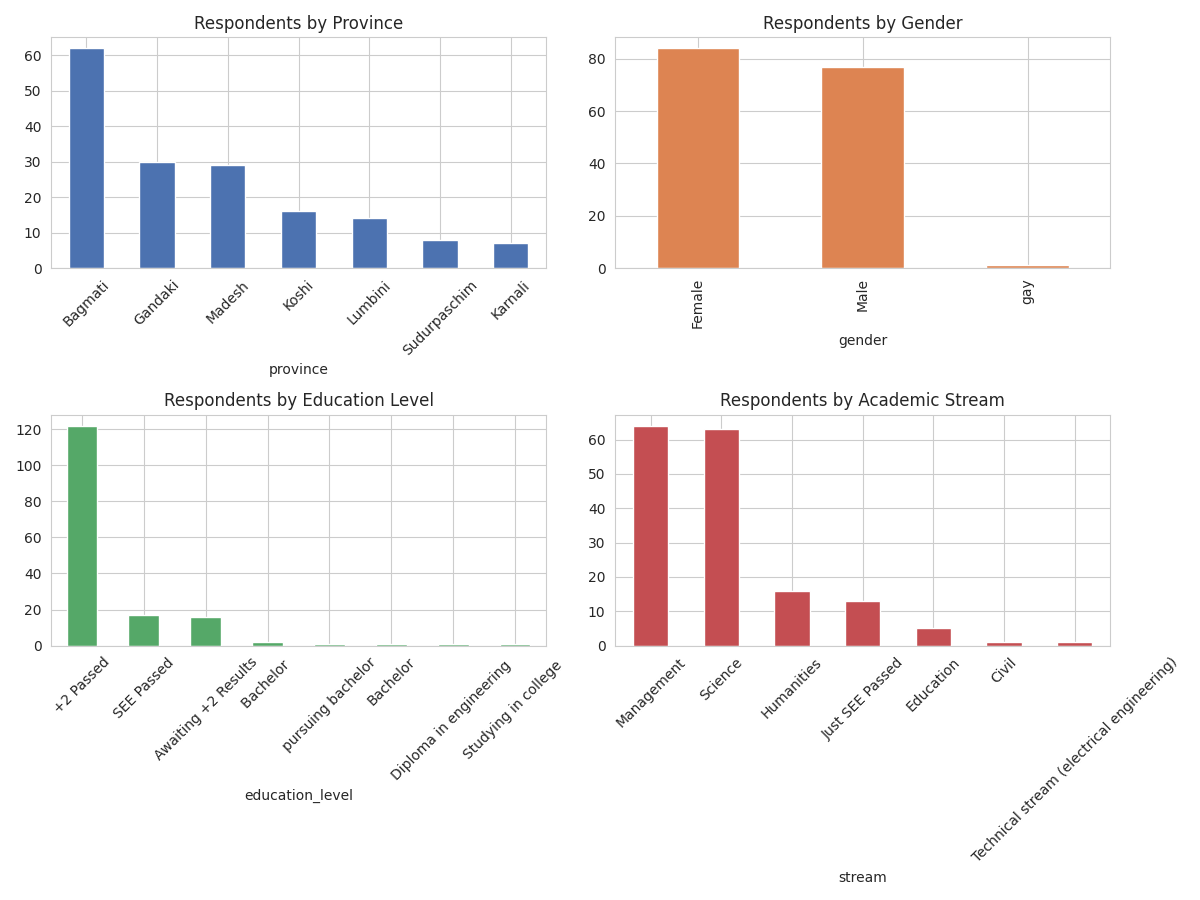 Respondents by Province
60
50
40
30
20
10
0
Bagmati
Gandaki
Madesh
Koshi
Lumbini
Sudurpaschim
Karnali
province
Respondents by Gender
80
60
40
20
0
Female
Male
gay
gender
Respondents by Education Level
120
100
80
60
40
20
0
+2 Passed
SEE Passed
Awaiting +2 Results
Bachelor
pursuing bachelor
Bachelor
Diploma in engineering
Studying in college
education_level
Respondents by Academic Stream
60
50
40
30
20
10
0
Management
Science
Humanities
Just SEE Passed
Education
Civil
Technical stream (electrical engineering)
stream